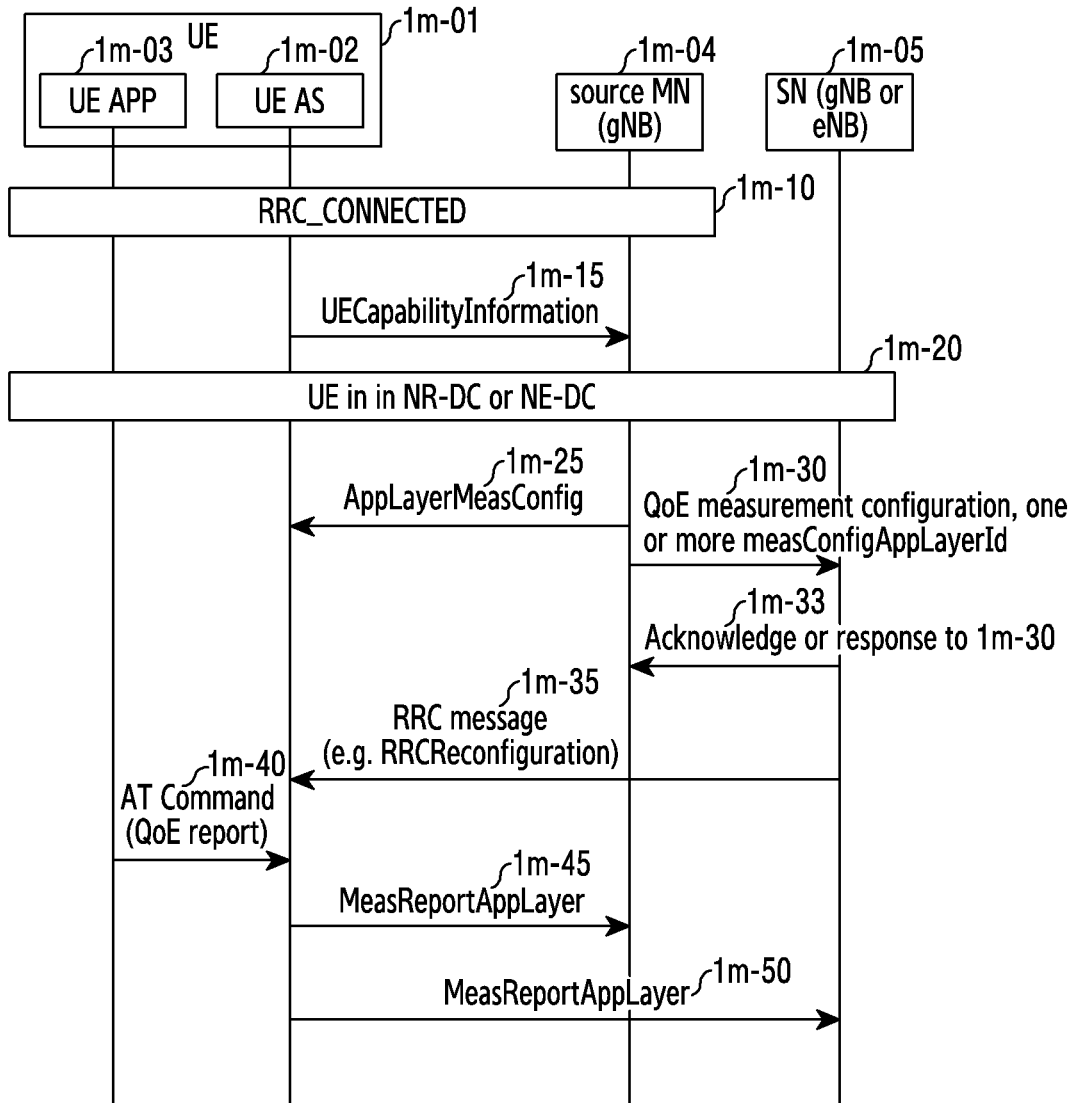 UE
1m-01
1m-03
1m-02
1m-04
1m-05
UE APP
UE AS
source MN
(gNB)
SN (gNB or
eNB)
1m-10
RRC_CONNECTED
1m-15
UECapabilityInformation
1m-20
UE in in NR-DC or NE-DC
1m-25
AppLayerMeasConfig
1m-30
QoE measurement configuration, one
or more measConfigAppLayerId
1m-33
Acknowledge or response to 1m-30
1m-35
RRC message
(e.g. RRCReconfiguration)
1m-40
AT Command
(QoE report)
1m-45
MeasReportAppLayer
1m-50
MeasReportAppLayer